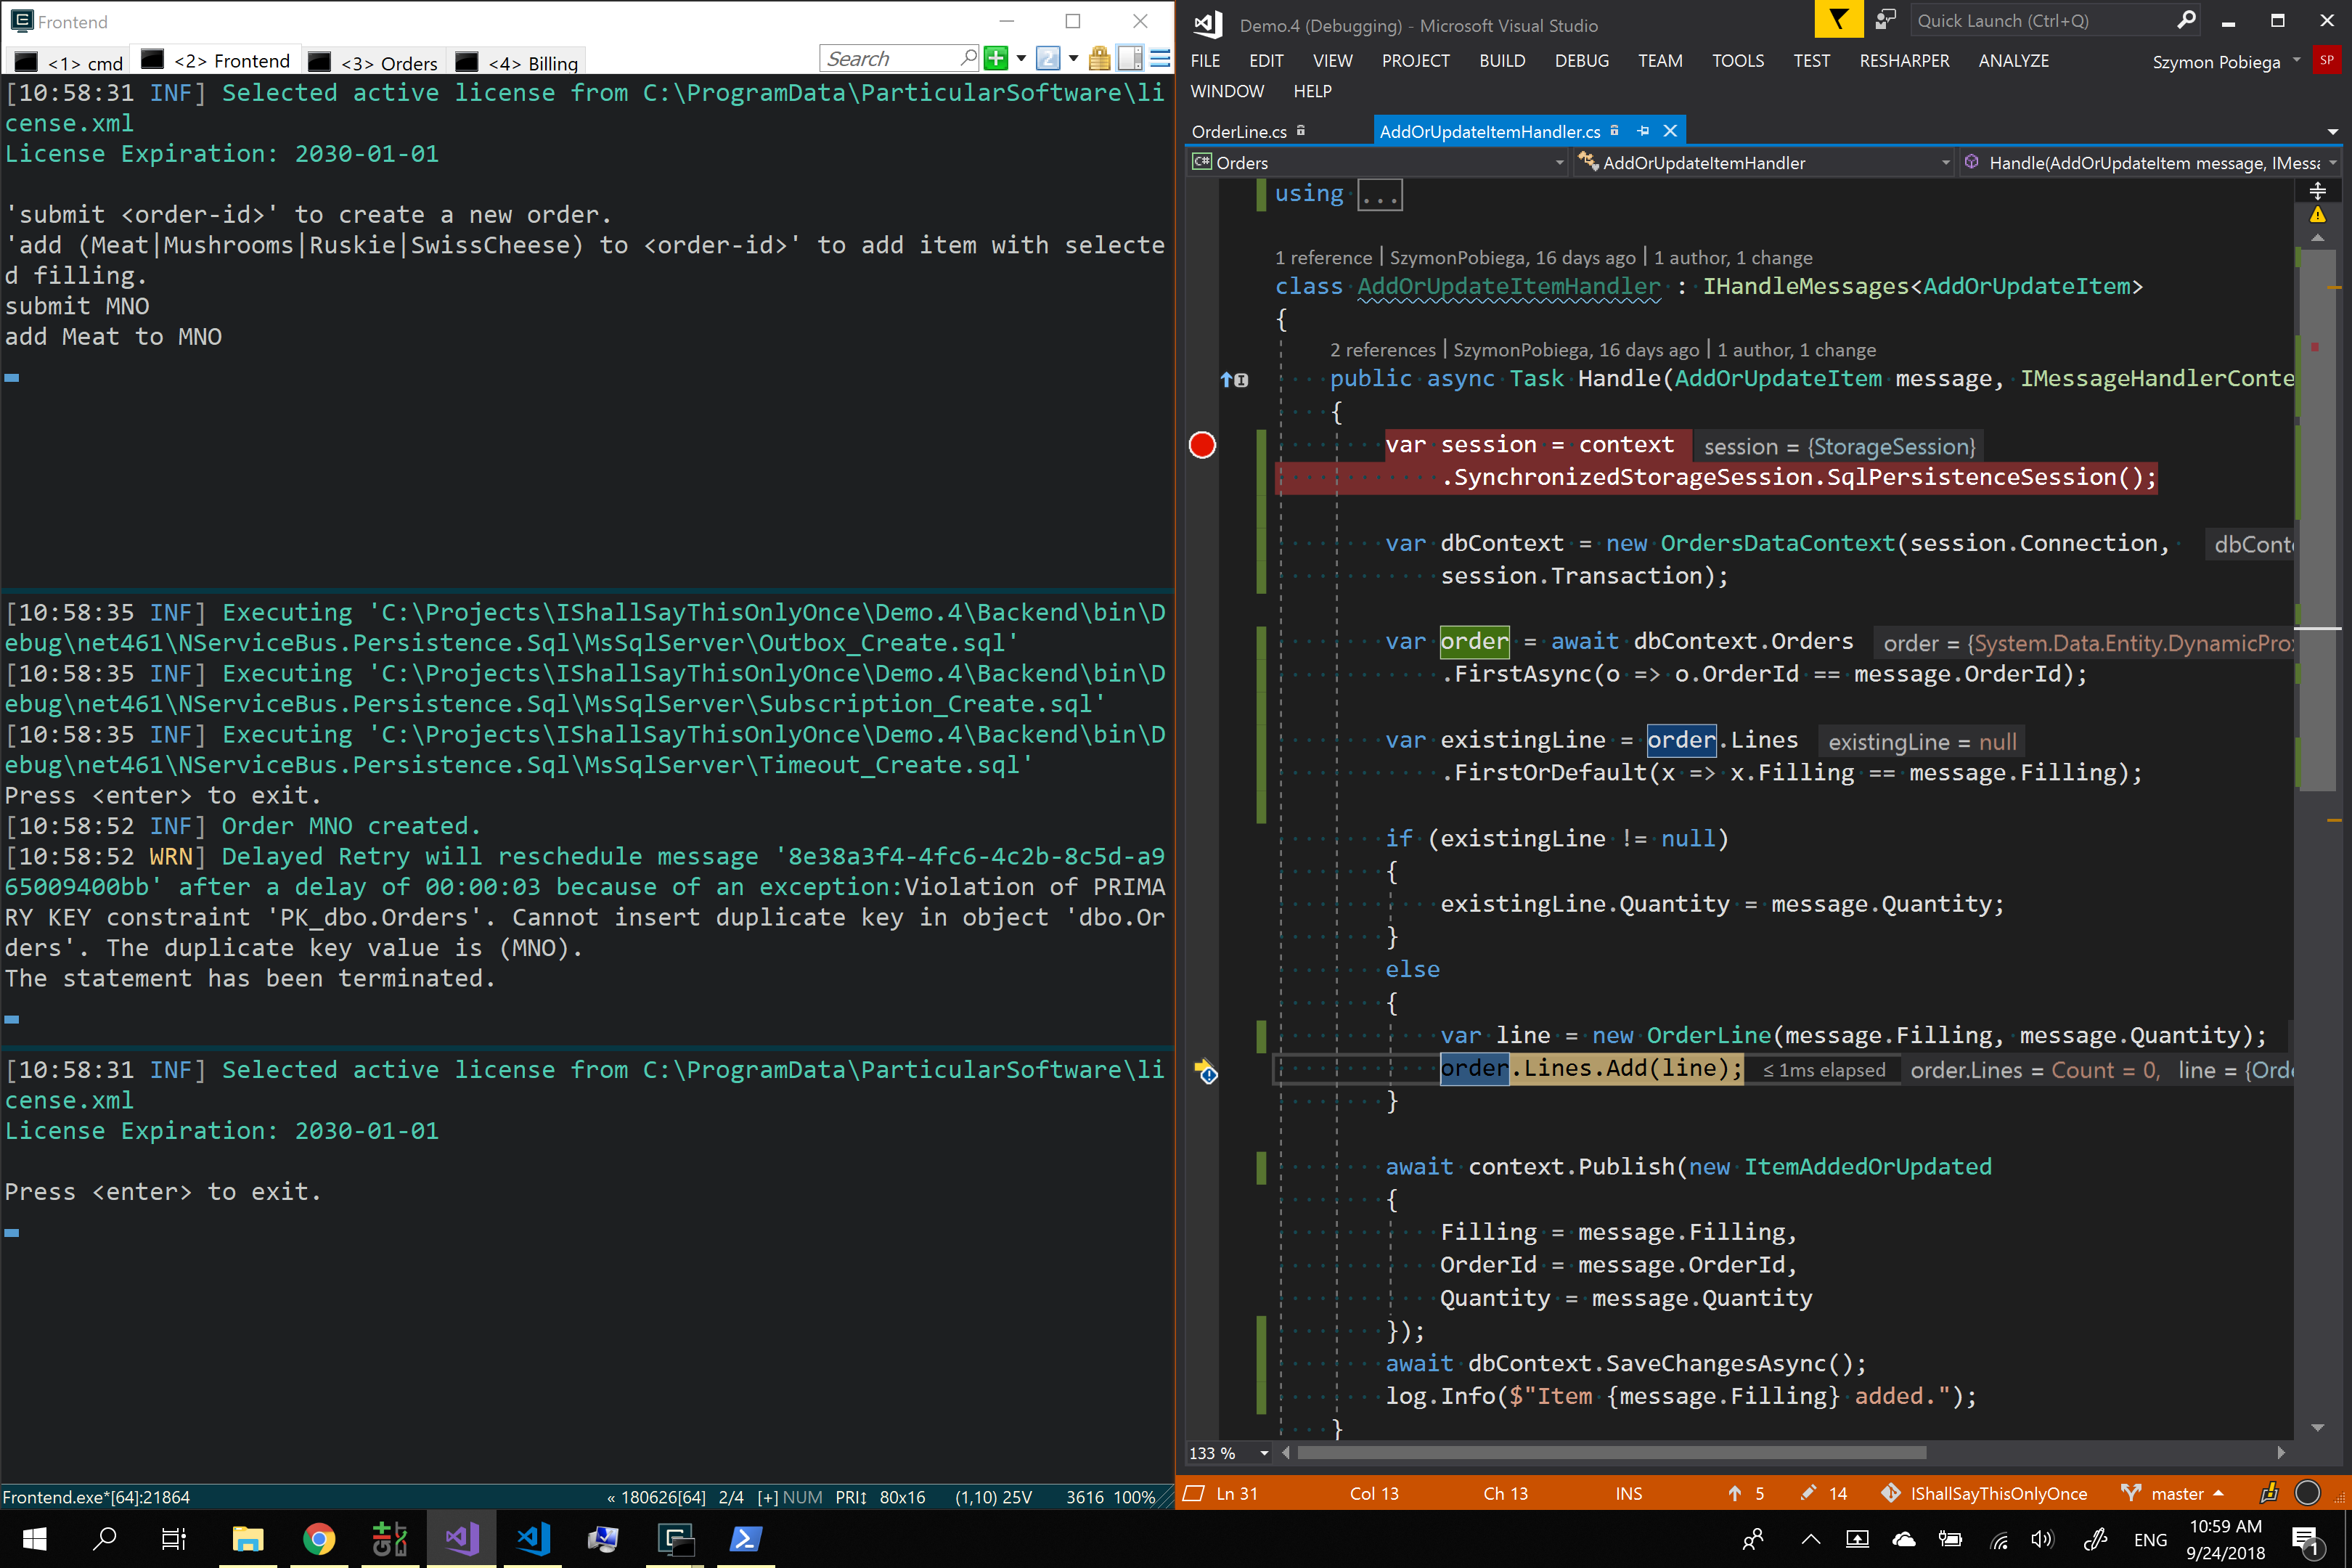 Frontend
<1> cmd
<2> Frontend
<3> Orders
<4> Billing
Search
[10:58:31 INF] Selected active license from C:\ProgramData\ParticularSoftware\li
cense.xml
License Expiration: 2030-01-01
'submit <order-id>' to create a new order.
'add (Meat|Mushrooms|Ruskie|SwissCheese) to <order-id>' to add item with selecte
d filling.
submit MNO
add Meat to MNO
[10:58:35 INF] Executing 'C:\Projects\IShallSayThisOnlyOnce\Demo.4\Backend\bin\D
ebug\net461\NServiceBus.Persistence.Sql\MsSqlServer\Outbox_Create.sql'
[10:58:35 INF] Executing 'C:\Projects\IShallSayThisOnlyOnce\Demo.4\Backend\bin\D
ebug\net461\NServiceBus.Persistence.Sql\MsSqlServer\Subscription_Create.sql'
[10:58:35 INF] Executing 'C:\Projects\IShallSayThisOnlyOnce\Demo.4\Backend\bin\D
ebug\net461\NServiceBus.Persistence.Sql\MsSqlServer\Timeout_Create.sql'
Press <enter> to exit.
[10:58:52 INF] Order MNO created.
[10:58:52 WRN] Delayed Retry will reschedule message '8e38a3f4-4fc6-4c2b-8c5d-a9
65009400bb' after a delay of 00:00:03 because of an exception:Violation of PRIMA
RY KEY constraint 'PK_dbo.Orders'. Cannot insert duplicate key in object 'dbo.Or
ders'. The duplicate key value is (MNO).
The statement has been terminated.
[10:58:31 INF] Selected active license from C:\ProgramData\ParticularSoftware\li
cense.xml
License Expiration: 2030-01-01
Press <enter> to exit.
Frontend.exe*[64]:21864 « 180626[64] 2/4 [+] NUM PRI↕ 80x16 (1,10) 25V 3616 100%
Demo.4 (Debugging) - Microsoft Visual Studio
Quick Launch (Ctrl+Q)
FILE EDIT VIEW PROJECT BUILD DEBUG TEAM TOOLS TEST RESHARPER ANALYZE
Szymon Pobiega SP
WINDOW HELP
OrderLine.cs
AddOrUpdateItemHandler.cs
C# Orders
AddOrUpdateItemHandler
Handle(AddOrUpdateItem message, IMessa
using ...
1 reference | SzymonPobiega, 16 days ago | 1 author, 1 change
class AddOrUpdateItemHandler : IHandleMessages<AddOrUpdateItem>
{
2 references | SzymonPobiega, 16 days ago | 1 author, 1 change
public async Task Handle(AddOrUpdateItem message, IMessageHandlerConte
{
var session = context session = {StorageSession}
.SynchronizedStorageSession.SqlPersistenceSession();
var dbContext = new OrdersDataContext(session.Connection, dbConte
session.Transaction);
var order = await dbContext.Orders order = {System.Data.Entity.DynamicProx
.FirstAsync(o => o.OrderId == message.OrderId);
var existingLine = order.Lines existingLine = null
.FirstOrDefault(x => x.Filling == message.Filling);
if (existingLine != null)
{
existingLine.Quantity = message.Quantity;
}
else
{
var line = new OrderLine(message.Filling, message.Quantity);
order.Lines.Add(line); ≤ 1ms elapsed order.Lines = Count = 0, line = {Orde
}
await context.Publish(new ItemAddedOrUpdated
{
Filling = message.Filling,
OrderId = message.OrderId,
Quantity = message.Quantity
});
await dbContext.SaveChangesAsync();
log.Info($"Item {message.Filling} added.");
}
133 %
Ln 31 Col 13 Ch 13 INS 5 14 IShallSayThisOnlyOnce master
ENG
10:59 AM
9/24/2018
1